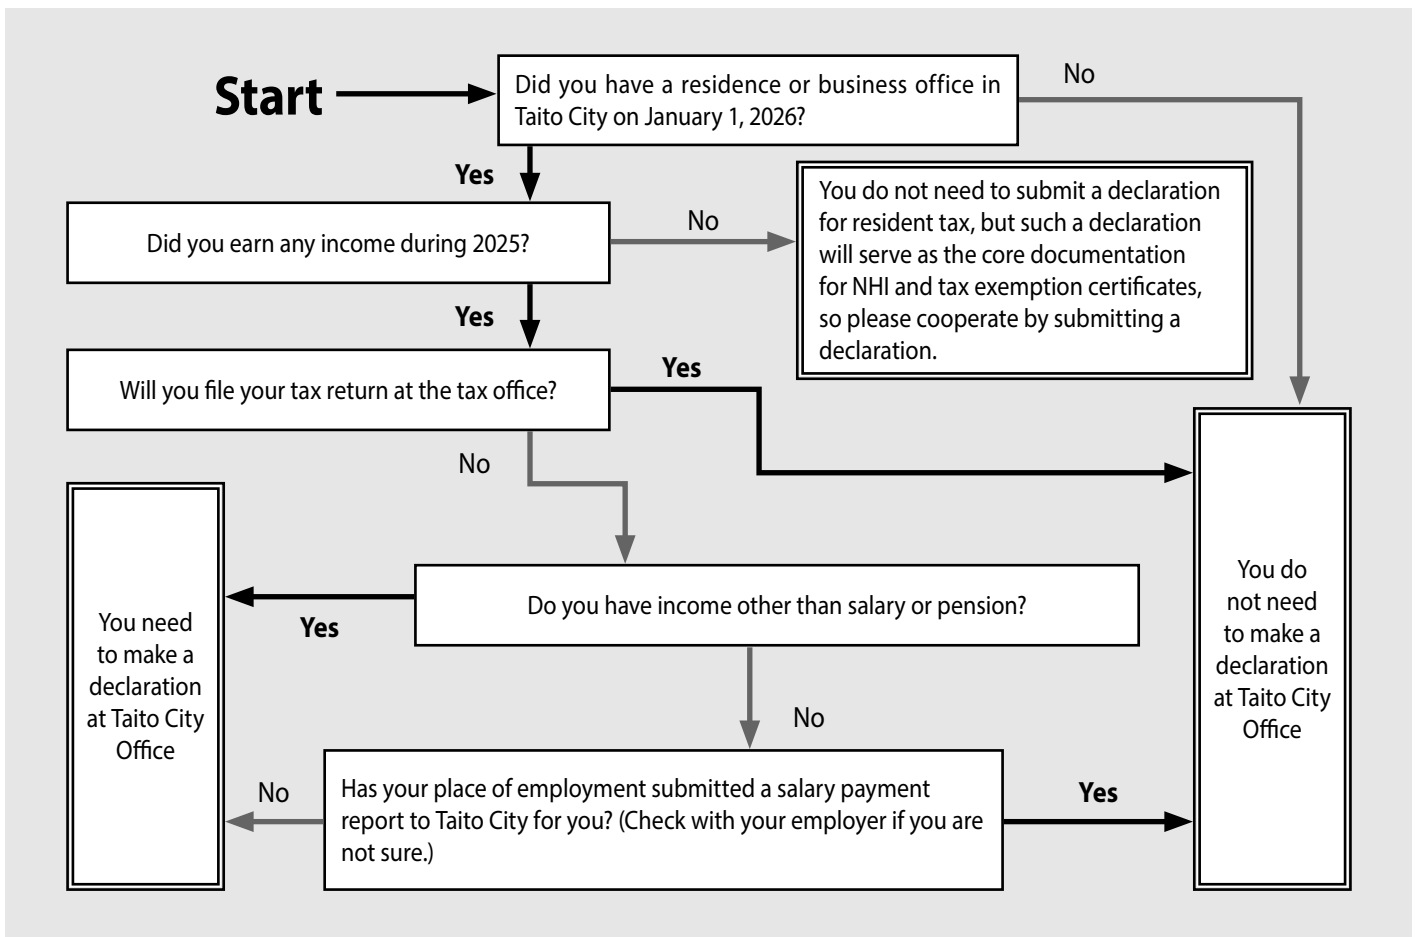 Start
Did you have a residence or business office in
Taito City on January 1, 2026?
No
Yes
Did you earn any income during 2025?
No
You do not need to submit a declaration
for resident tax, but such a declaration
will serve as the core documentation
for NHI and tax exemption certificates,
so please cooperate by submitting a
declaration.
Yes
Will you file your tax return at the tax office?
Yes
No
Do you have income other than salary or pension?
Yes
No
Has your place of employment submitted a salary payment
report to Taito City for you? (Check with your employer if you are
not sure.)
No
Yes
You need
to make a
declaration
at Taito City
Office
You do
not need
to make a
declaration
at Taito City
Office